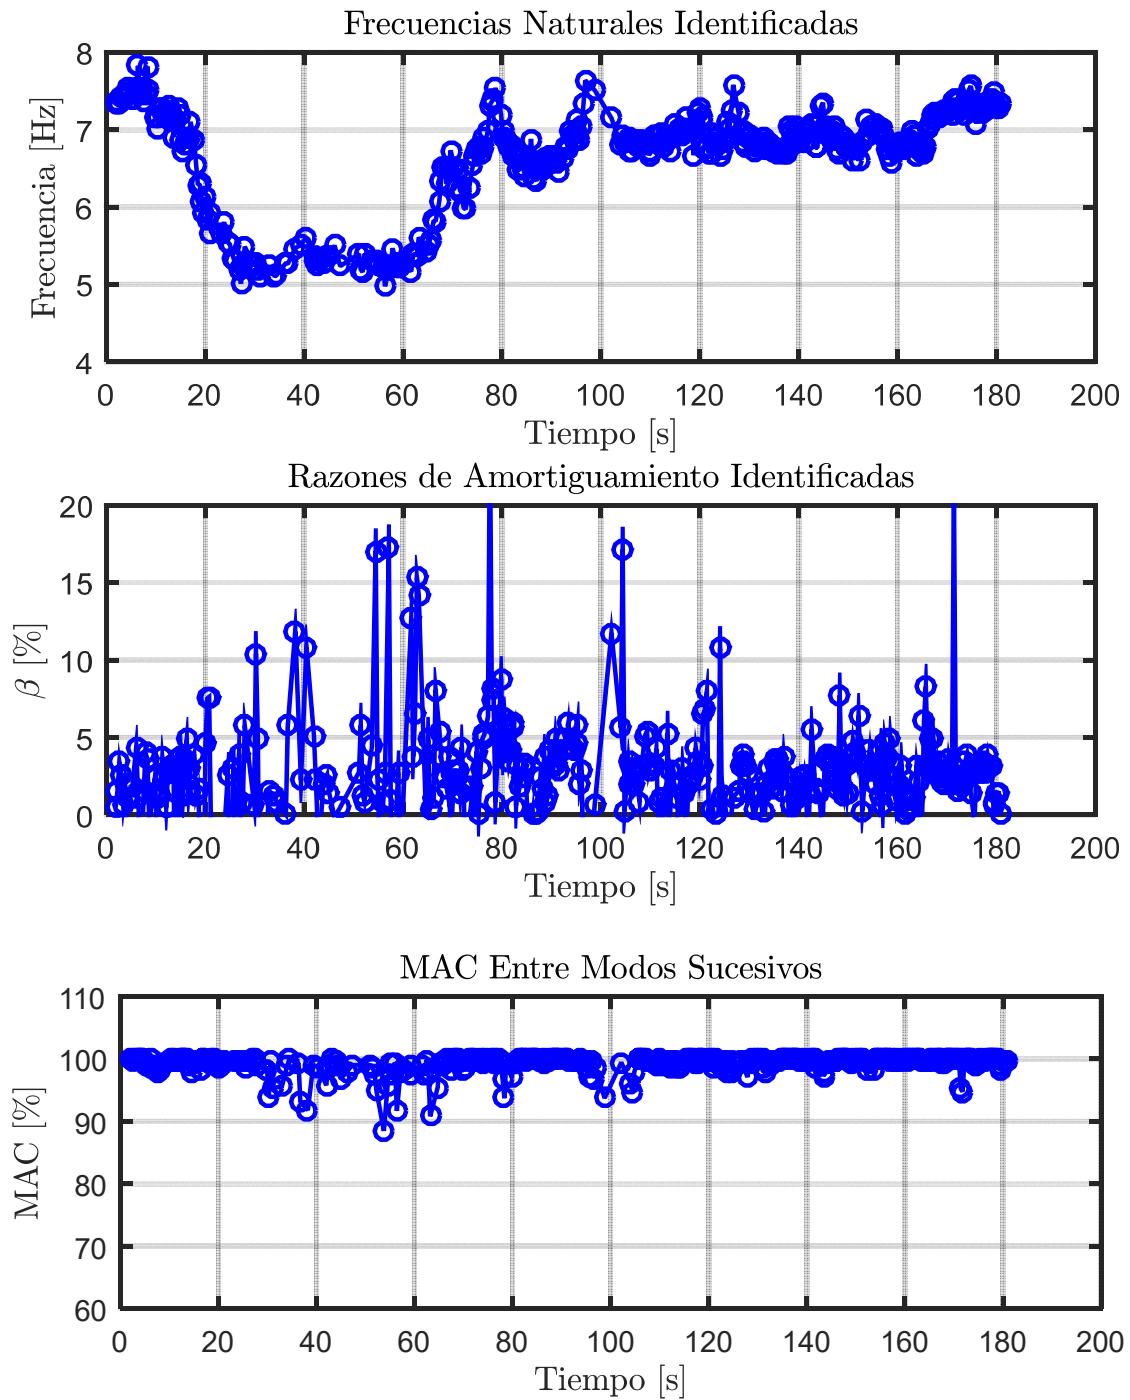 Frecuencias Naturales Identificadas
8
7
6
5
4
Frecuencia [Hz]
0 20 40 60 80 100 120 140 160 180 200
Tiempo [s]
Razones de Amortiguamiento Identificadas
20
15
10
5
0
β [%]
0 20 40 60 80 100 120 140 160 180 200
Tiempo [s]
MAC Entre Modos Sucesivos
110
100
90
80
70
60
MAC [%]
0 20 40 60 80 100 120 140 160 180 200
Tiempo [s]